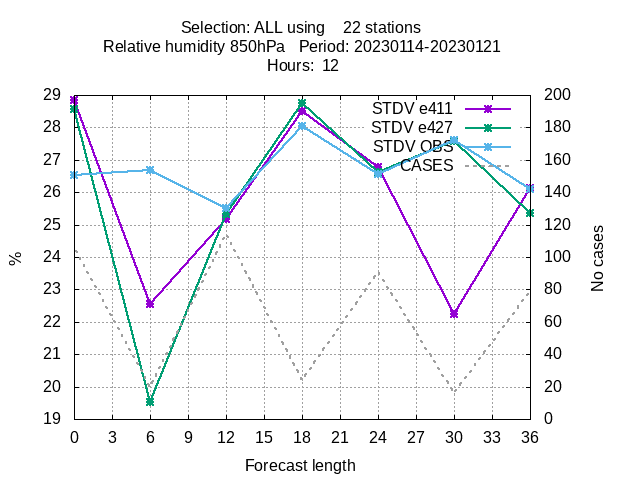 Selection: ALL using    22 stations
Relative humidity 850hPa   Period: 20230114-20230121
Hours:  12
29
28
27
26
25
24
23
22
21
20
19
%
200
180
160
140
120
100
80
60
40
20
0
No cases
STDV e411
STDV e427
STDV OBS
CASES
0 3 6 9 12 15 18 21 24 27 30 33 36
Forecast length